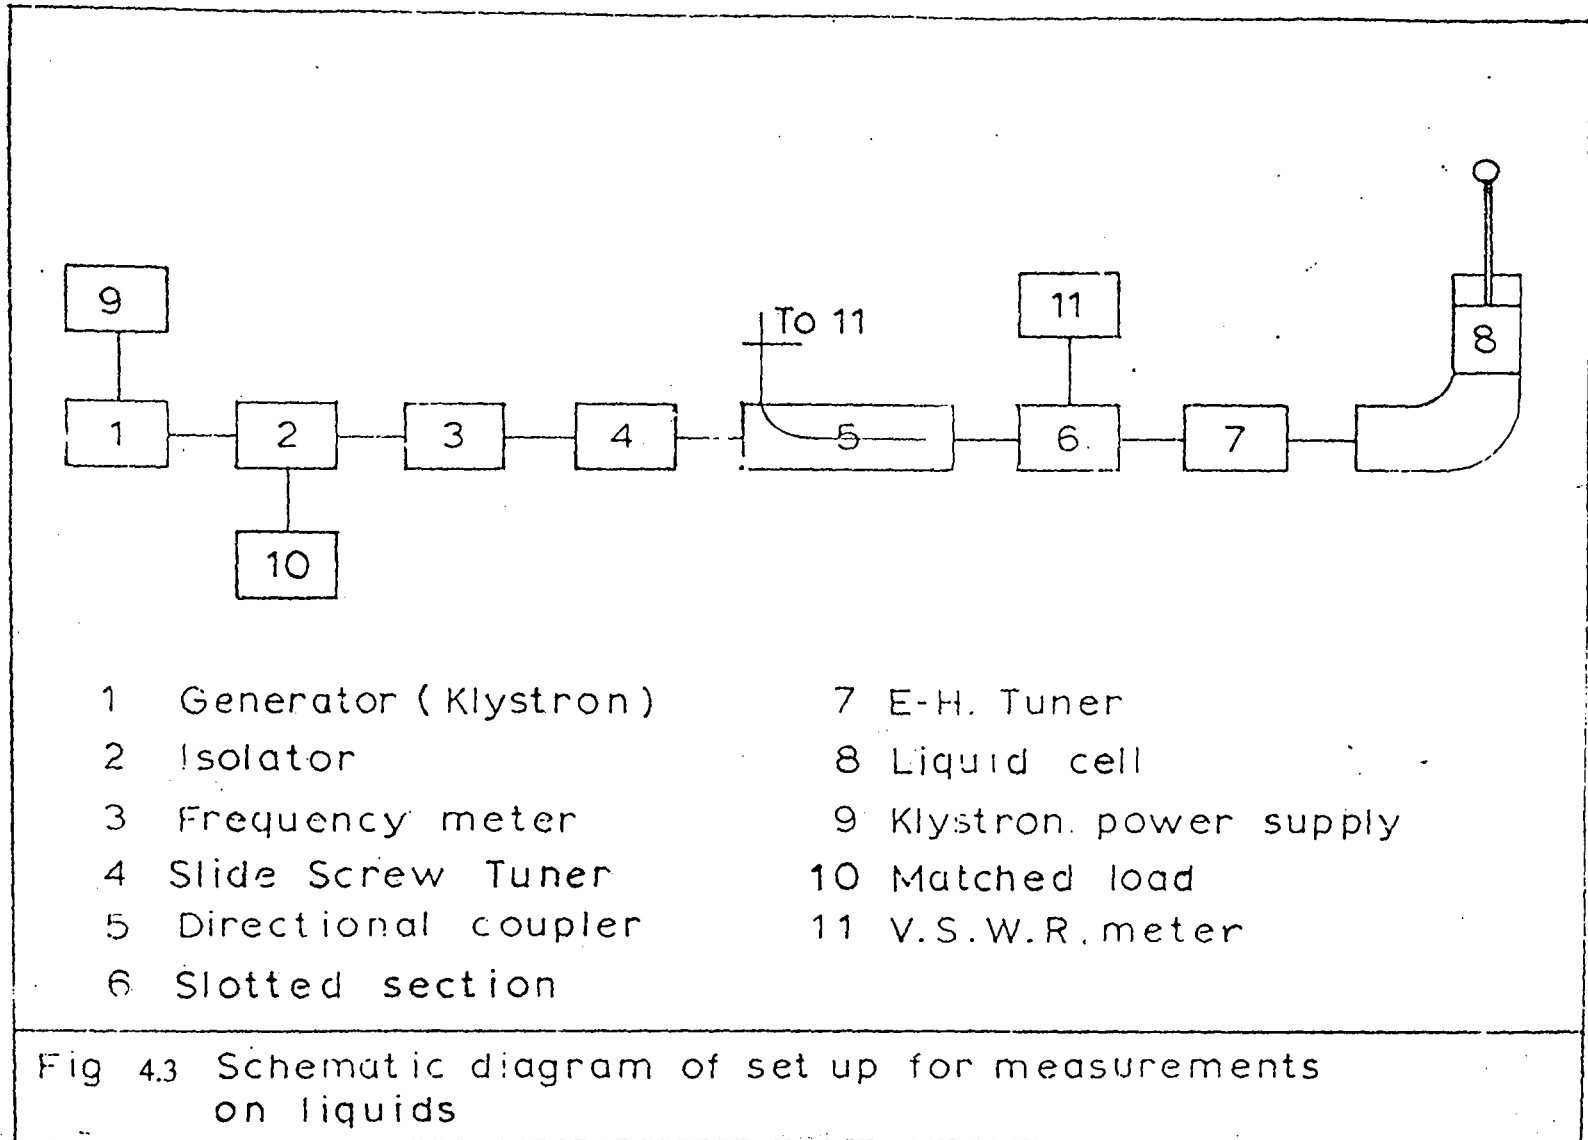 9
To 11
11
8
1
2
3
4
5
6
7
10
1 Generator (Klystron)
2 Isolator
3 Frequency meter
4 Slide Screw Tuner
5 Directional coupler
6 Slotted section
7 E-H. Tuner
8 Liquid cell
9 Klystron power supply
10 Matched load
11 V.S.W.R. meter
Fig 4.3 Schematic diagram of set up for measurements
on liquids